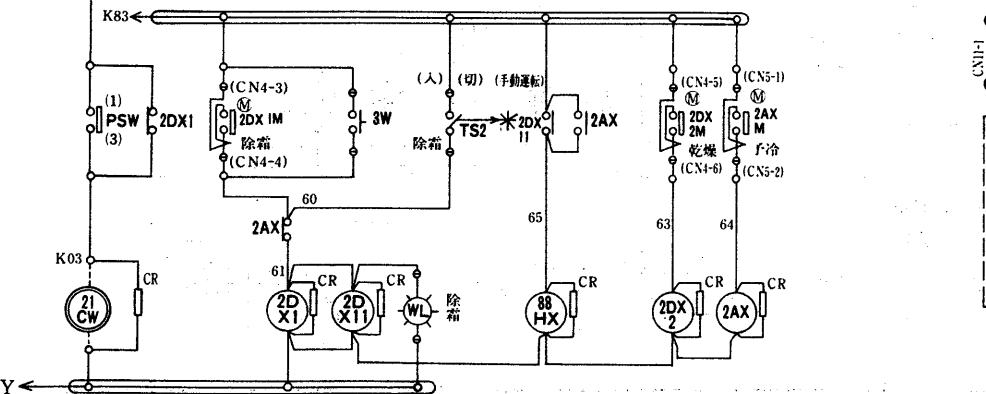 K83
CN11-1
(1)
PSW
(3)
2DX1
(CN4-3)
Ⓜ
2DX 1M
除霜
(CN4-4)
3W
(入) (切) (手動運転)
除霜
TS2
2DX
11
2AX
(CN4-5)
Ⓜ
2DX
2M
乾燥
(CN4-6)
(CN5-1)
Ⓜ
2AX
M
予冷
(CN5-2)
60
2AX
61
65
63
64
K03
CR
21
CW
2D
X1
CR
2D
X11
CR
WL
除霜
88
HX
CR
2DX
2
CR
2AX
CR
Y